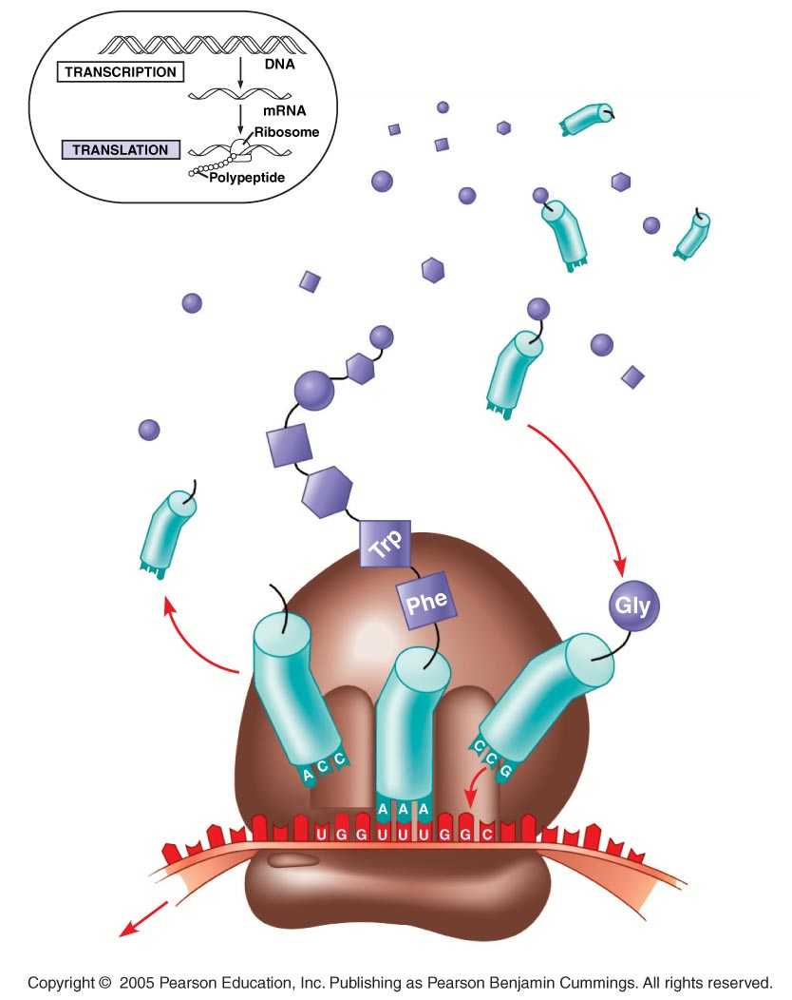 DNA
TRANSCRIPTION
mRNA
Ribosome
TRANSLATION
Polypeptide
Trp
Phe
Gly
A C C
C C G
A A A
U G G U U U G G C
Copyright © 2005 Pearson Education, Inc. Publishing as Pearson Benjamin Cummings. All rights reserved.